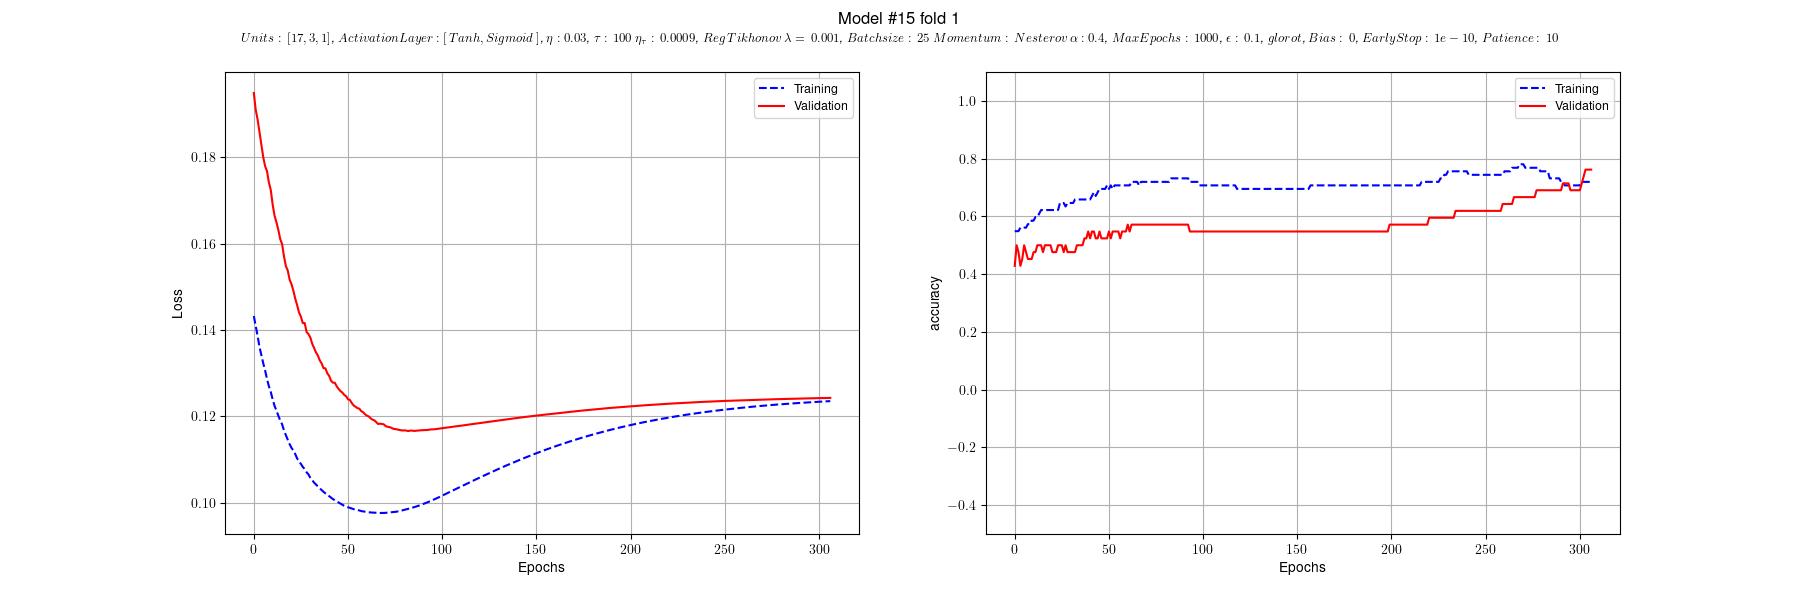 Model #15 fold 1
Units : [17, 3, 1], ActivationLayer : [ Tanh, Sigmoid ], η : 0.03, τ : 100 ητ : 0.0009, Reg Tikhonov λ = 0.001, Batchsize : 25 Momentum : Nesterov α : 0.4, MaxEpochs : 1000, ϵ : 0.1, glorot, Bias : 0, EarlyStop : 1e − 10, Patience : 10
Training
Validation
0.18
0.16
0.14
0.12
0.10
Loss
0 50 100 150 200 250 300
Epochs
Training
Validation
1.0
0.8
0.6
0.4
0.2
0.0
−0.2
−0.4
accuracy
0 50 100 150 200 250 300
Epochs